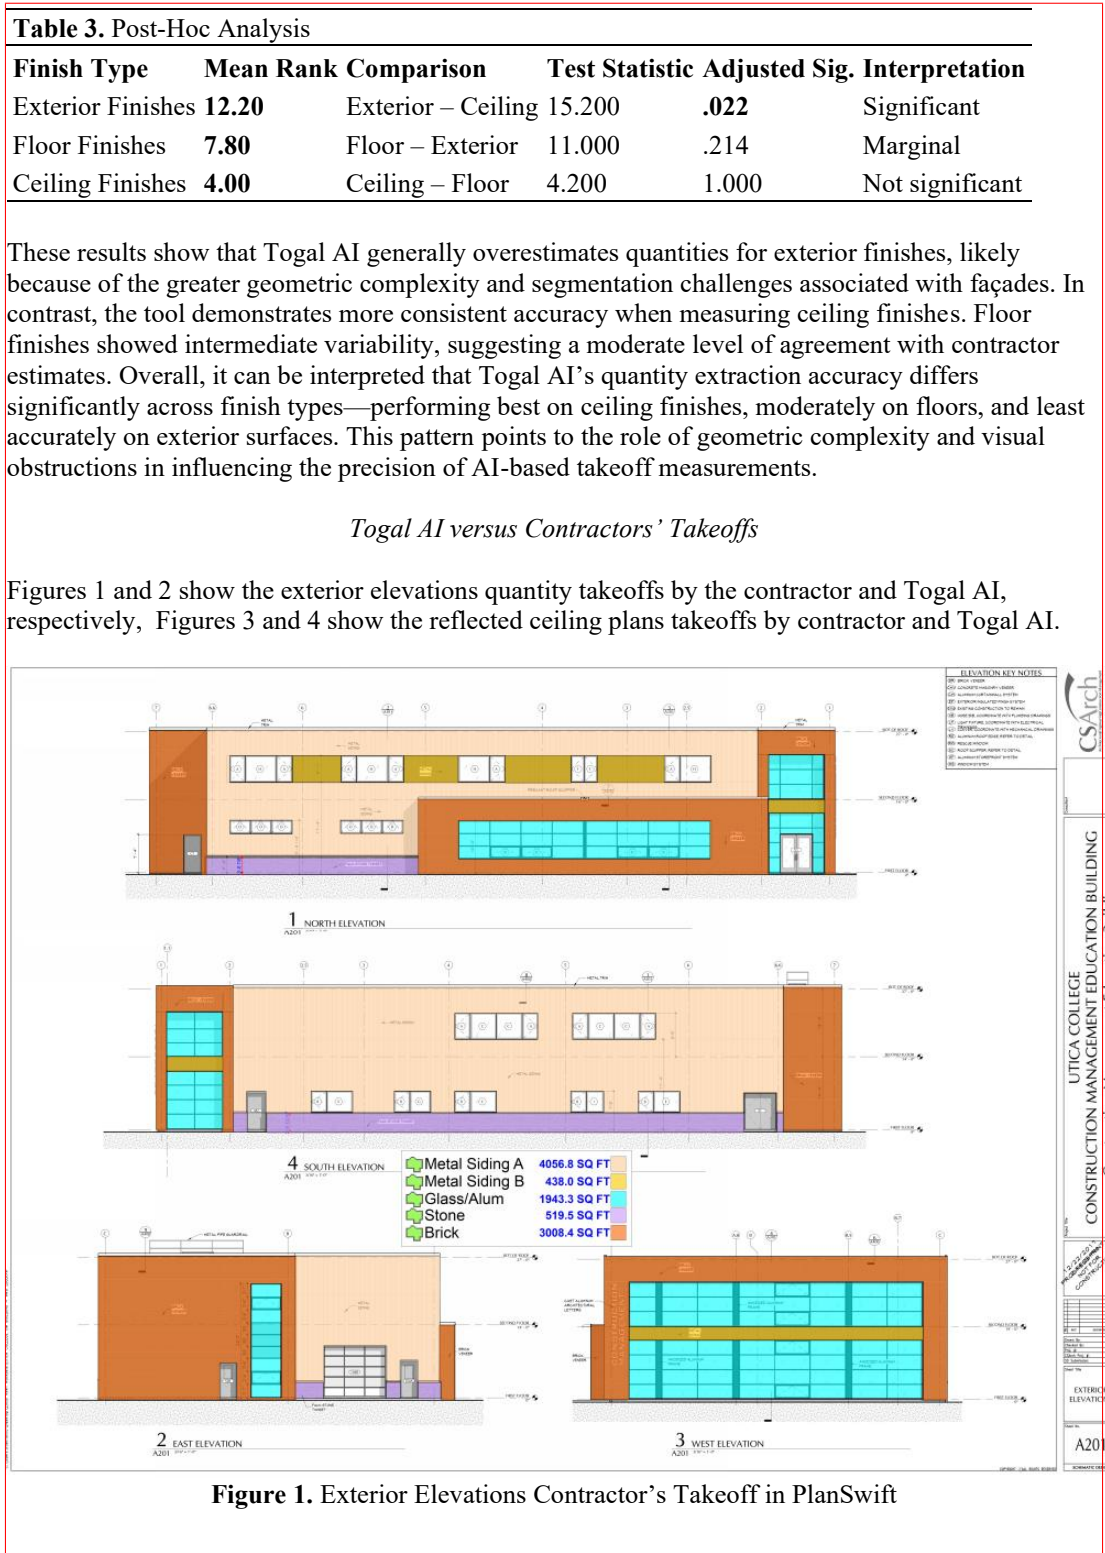 Table 3. Post-Hoc Analysis
Finish Type Mean Rank Comparison Test Statistic Adjusted Sig. Interpretation
Exterior Finishes 12.20 Exterior – Ceiling 15.200 .022 Significant
Floor Finishes 7.80 Floor – Exterior 11.000 .214 Marginal
Ceiling Finishes 4.00 Ceiling – Floor 4.200 1.000 Not significant
These results show that Togal AI generally overestimates quantities for exterior finishes, likely
because of the greater geometric complexity and segmentation challenges associated with façades. In
contrast, the tool demonstrates more consistent accuracy when measuring ceiling finishes. Floor
finishes showed intermediate variability, suggesting a moderate level of agreement with contractor
estimates. Overall, it can be interpreted that Togal AI’s quantity extraction accuracy differs
significantly across finish types—performing best on ceiling finishes, moderately on floors, and least
accurately on exterior surfaces. This pattern points to the role of geometric complexity and visual
obstructions in influencing the precision of AI-based takeoff measurements.
Togal AI versus Contractors’ Takeoffs
Figures 1 and 2 show the exterior elevations quantity takeoffs by the contractor and Togal AI,
respectively,  Figures 3 and 4 show the reflected ceiling plans takeoffs by contractor and Togal AI.
ELEVATION KEY NOTES
CSArch
1 NORTH ELEVATION
A201
4 SOUTH ELEVATION
A201
Metal Siding A 4056.8 SQ FT
Metal Siding B 438.0 SQ FT
Glass/Alum 1943.3 SQ FT
Stone 519.5 SQ FT
Brick 3008.4 SQ FT
2 EAST ELEVATION
A201
3 WEST ELEVATION
A201
UTICA COLLEGE
CONSTRUCTION MANAGEMENT EDUCATION BUILDING
EXTERIO
ELEVATIO
A201
Figure 1. Exterior Elevations Contractor’s Takeoff in PlanSwift